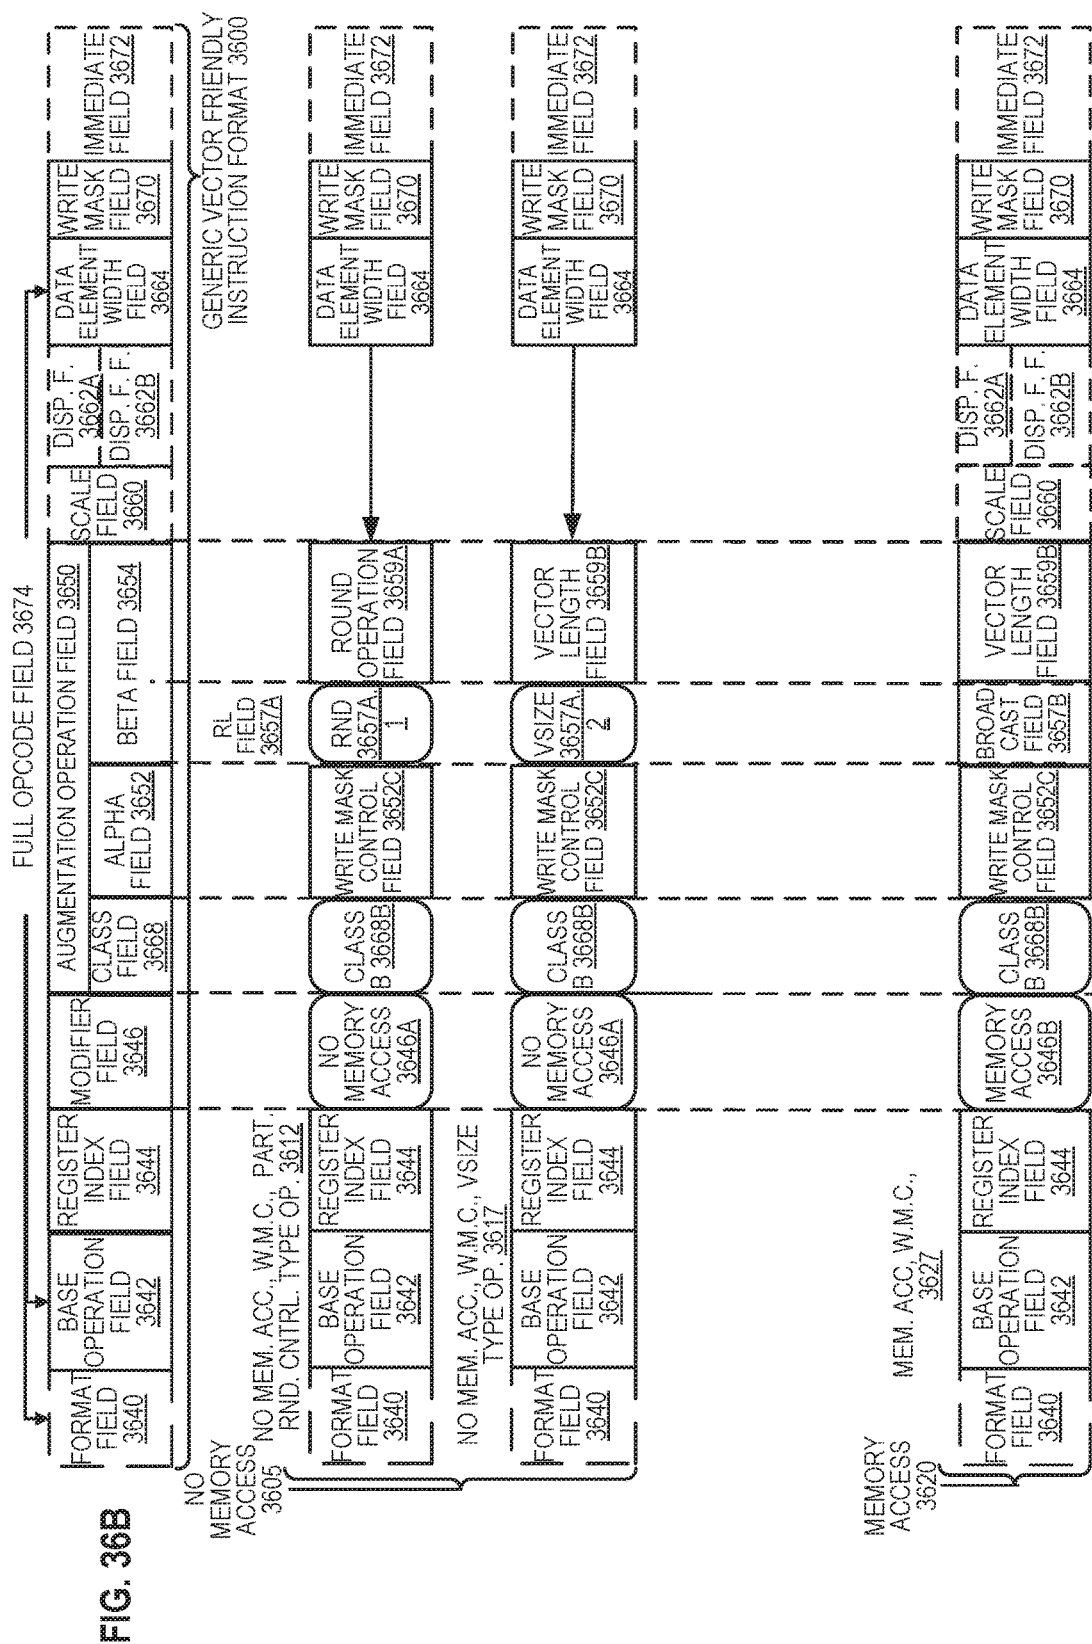 FIG. 36B
FULL OPCODE FIELD 3674
FORMAT
FIELD
3640
BASE
OPERATION
FIELD
3642
REGISTER
INDEX
FIELD
3644
MODIFIER
FIELD
3646
AUGMENTATION OPERATION FIELD 3650
CLASS
FIELD
3668
ALPHA
FIELD 3652
BETA FIELD 3654
SCALE
FIELD
3660
DISP. F.
3662A
DISP. F. F.
3662B
DATA
ELEMENT
WIDTH
FIELD
3664
WRITE
MASK
FIELD
3670
IMMEDIATE
FIELD 3672
GENERIC VECTOR FRIENDLY
INSTRUCTION FORMAT 3600
NO
MEMORY
ACCESS
3605
NO MEM. ACC., W.M.C., PART.
RND. CNTRL. TYPE OP. 3612
RL
FIELD
3657A
FORMAT
FIELD
3640
BASE
OPERATION
FIELD
3642
REGISTER
INDEX
FIELD
3644
NO
MEMORY
ACCESS
3646A
CLASS
B 3668B
WRITE MASK
CONTROL
FIELD 3652C
RND
3657A.
1
ROUND
OPERATION
FIELD 3659A
DATA
ELEMENT
WIDTH
FIELD
3664
WRITE
MASK
FIELD
3670
IMMEDIATE
FIELD 3672
NO MEM. ACC., W.M.C., VSIZE
TYPE OP. 3617
FORMAT
FIELD
3640
BASE
OPERATION
FIELD
3642
REGISTER
INDEX
FIELD
3644
NO
MEMORY
ACCESS
3646A
CLASS
B 3668B
WRITE MASK
CONTROL
FIELD 3652C
VSIZE
3657A.
2
VECTOR
LENGTH
FIELD 3659B
DATA
ELEMENT
WIDTH
FIELD
3664
WRITE
MASK
FIELD
3670
IMMEDIATE
FIELD 3672
MEMORY
ACCESS
3620
MEM. ACC, W.M.C.,
3627
FORMAT
FIELD
3640
BASE
OPERATION
FIELD
3642
REGISTER
INDEX
FIELD
3644
MEMORY
ACCESS
3646B
CLASS
B 3668B
WRITE MASK
CONTROL
FIELD 3652C
BROAD
CAST
FIELD
3657B
VECTOR
LENGTH
FIELD 3659B
SCALE
FIELD
3660
DISP. F.
3662A
DISP. F. F.
3662B
DATA
ELEMENT
WIDTH
FIELD
3664
WRITE
MASK
FIELD
3670
IMMEDIATE
FIELD 3672